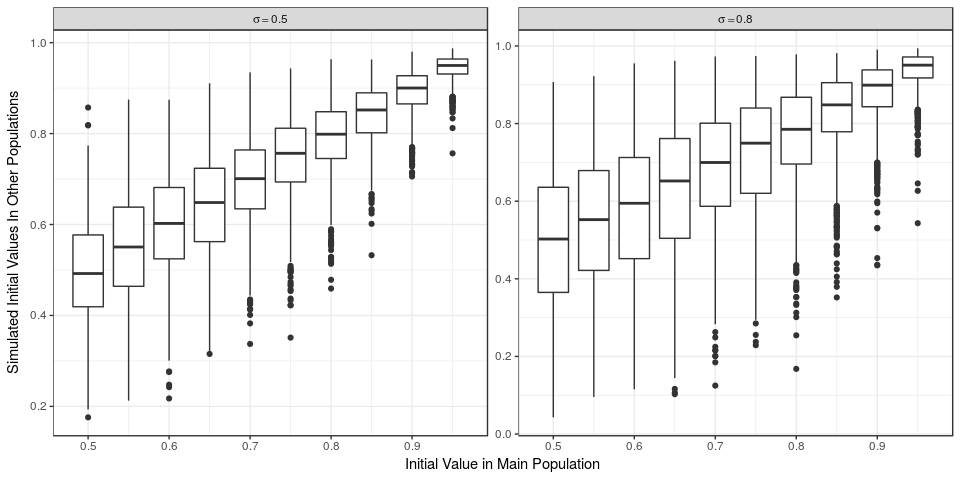 σ = 0.5
σ = 0.8
Simulated Initial Values In Other Populations
1.0
0.8
0.6
0.4
0.2
1.0
0.8
0.6
0.4
0.2
0.0
0.5 0.6 0.7 0.8 0.9
0.5 0.6 0.7 0.8 0.9
Initial Value in Main Population